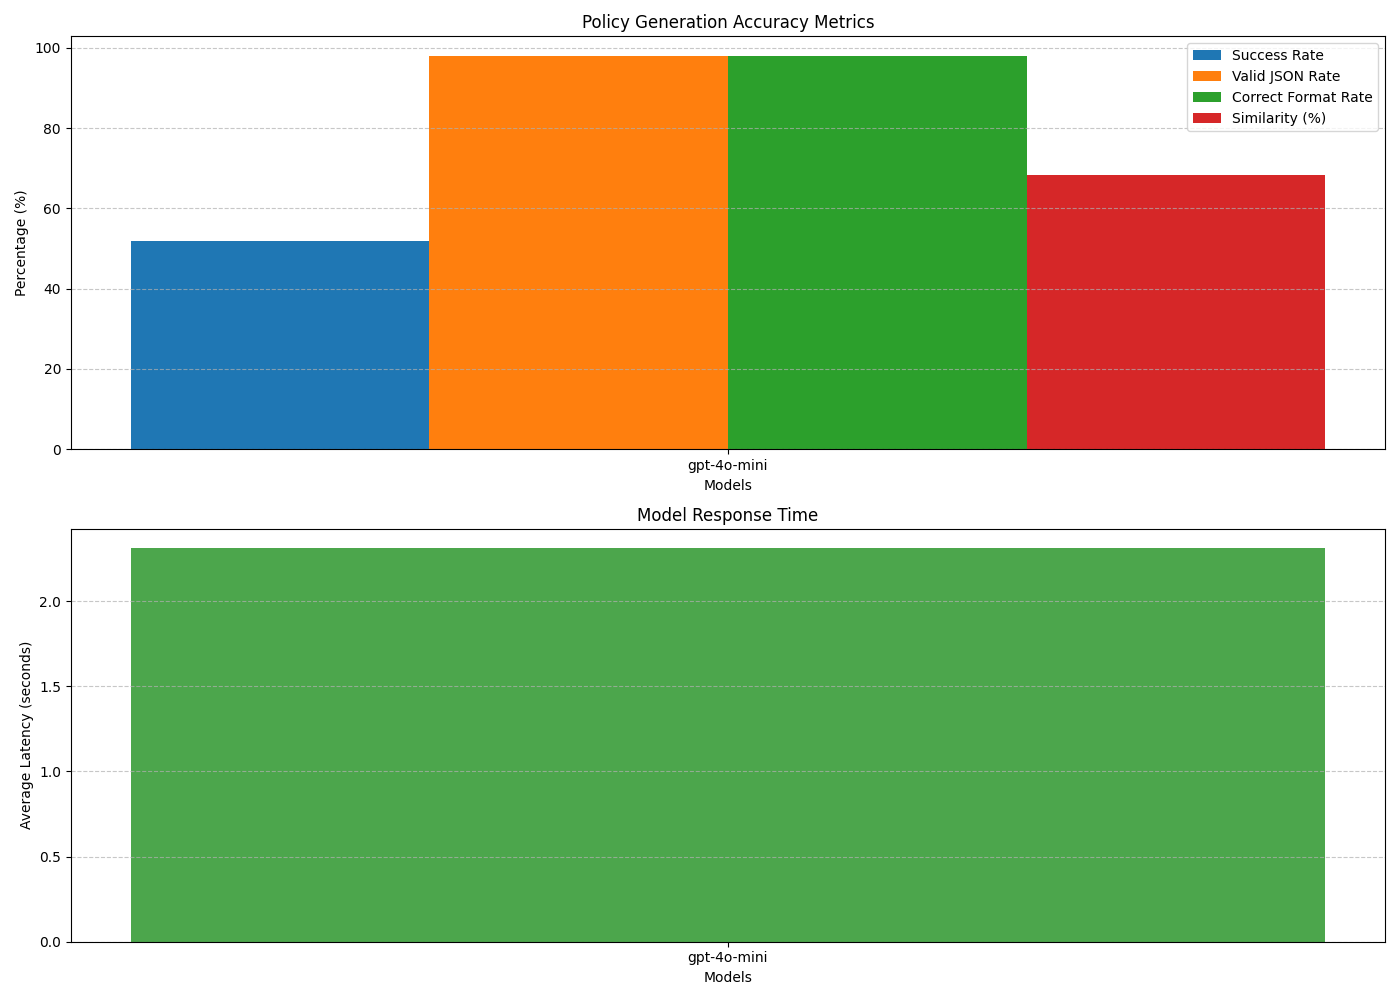 Policy Generation Accuracy Metrics
Percentage (%)
100
80
60
40
20
0
Success Rate
Valid JSON Rate
Correct Format Rate
Similarity (%)
gpt-4o-mini
Models
Model Response Time
Average Latency (seconds)
2.0
1.5
1.0
0.5
0.0
gpt-4o-mini
Models